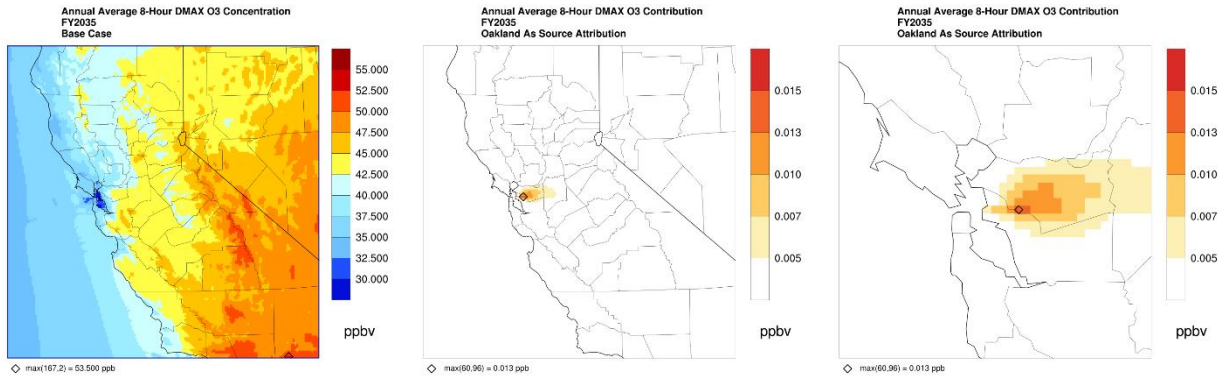 Annual Average 8-Hour DMAX O3 Concentration
FY2035
Base Case
55.000
52.500
50.000
47.500
45.000
42.500
40.000
37.500
35.000
32.500
30.000
ppbv
max(167,2) = 53.500 ppb
Annual Average 8-Hour DMAX O3 Contribution
FY2035
Oakland As Source Attribution
0.015
0.013
0.010
0.007
0.005
ppbv
max(60,96) = 0.013 ppb
Annual Average 8-Hour DMAX O3 Contribution
FY2035
Oakland As Source Attribution
0.015
0.013
0.010
0.007
0.005
ppbv
max(60,96) = 0.013 ppb